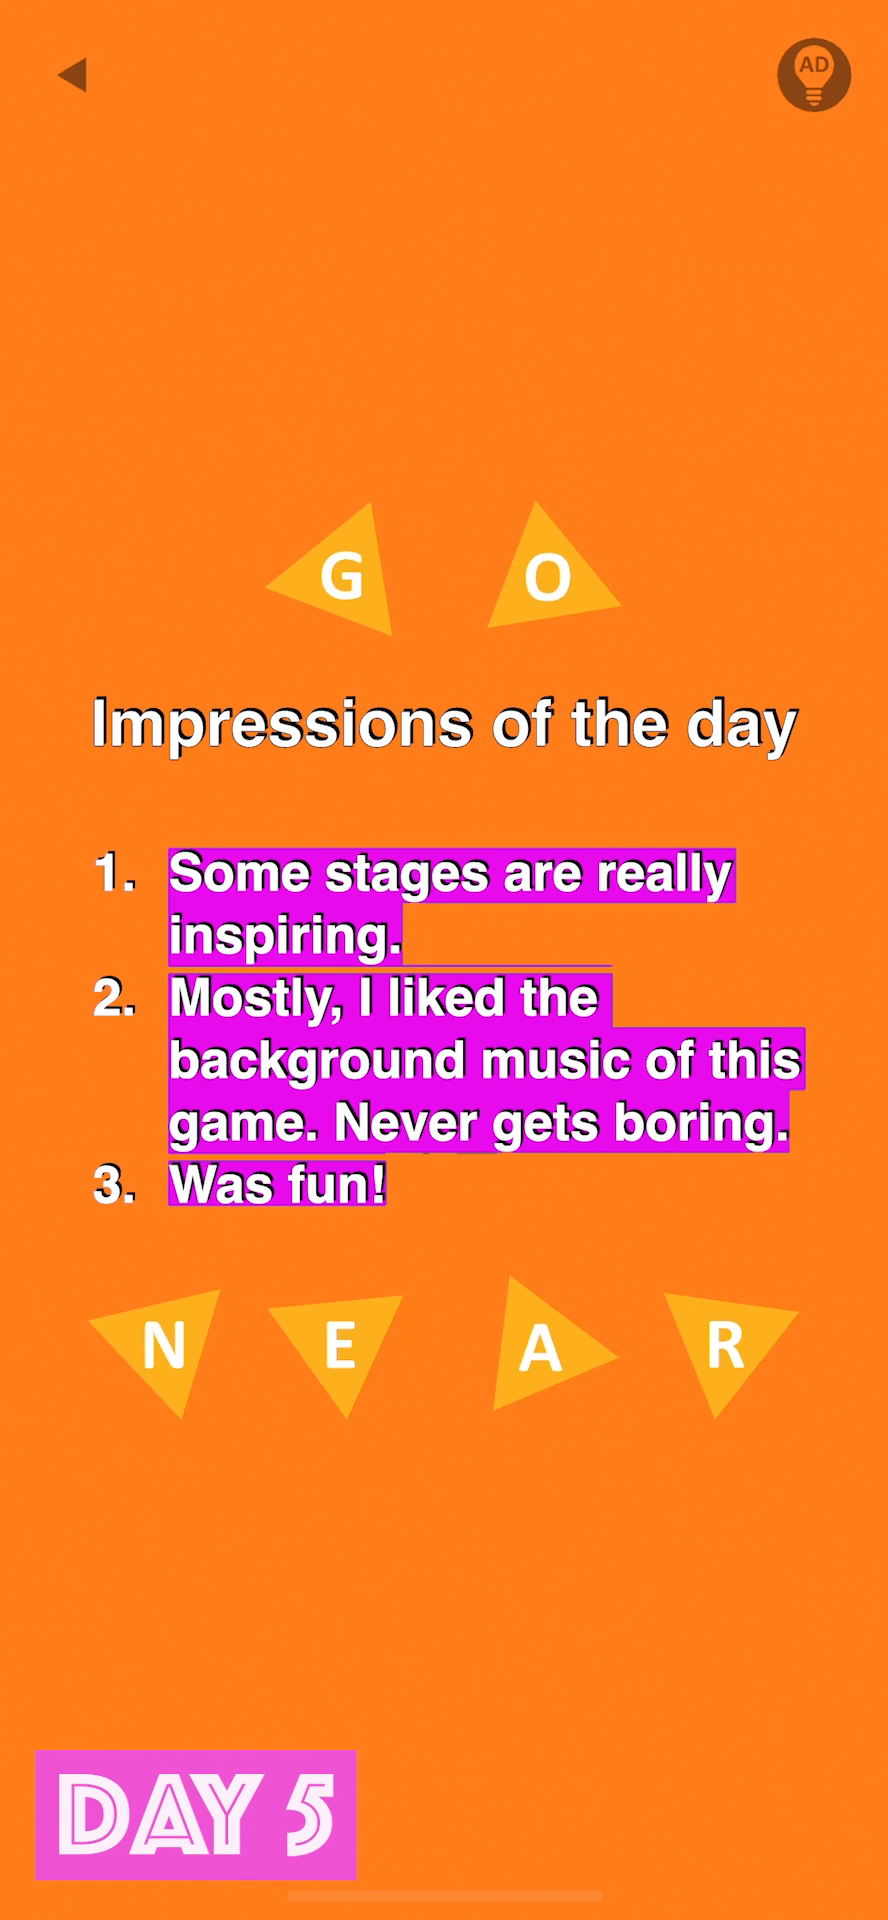 AD
G O
Impressions of the day
1. Some stages are really
inspiring.
2. Mostly, I liked the
background music of this
game. Never gets boring.
3. Was fun!
N E A R
DAY 5